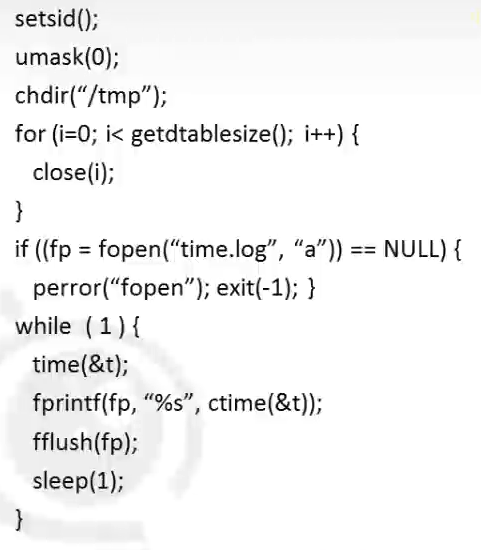 setsid();
umask(0);
chdir(“/tmp”);
for (i=0; i< getdtablesize(); i++) {
close(i);
}
if ((fp = fopen(“time.log”, “a”)) == NULL) {
perror(“fopen”); exit(-1); }
while ( 1 ) {
time(&t);
fprintf(fp, “%s”, ctime(&t));
fflush(fp);
sleep(1);
}